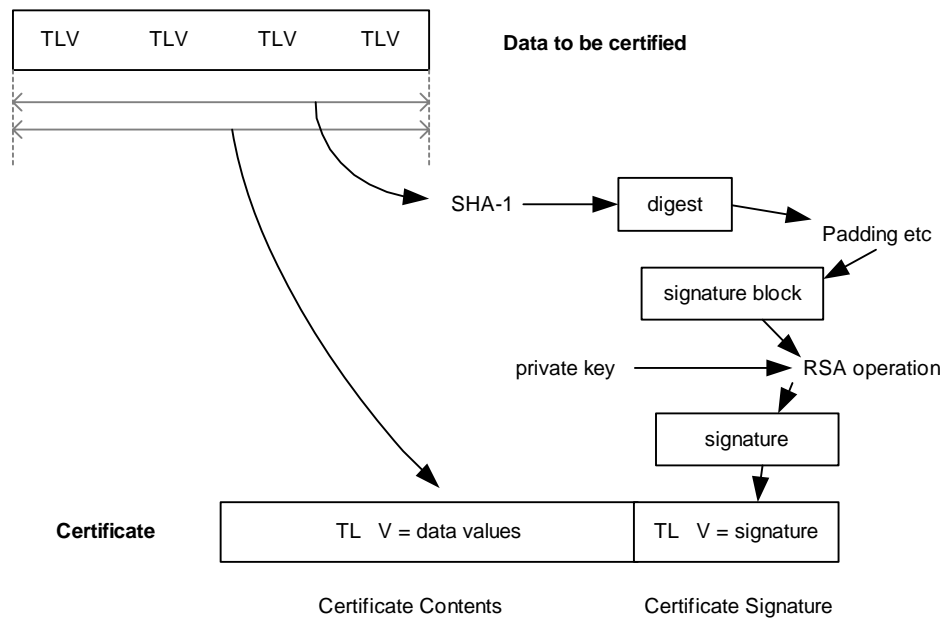 TLV TLV TLV TLV
Data to be certified
SHA-1
digest
Padding etc
signature block
private key
RSA operation
signature
Certificate
TL V = data values
TL V = signature
Certificate Contents
Certificate Signature